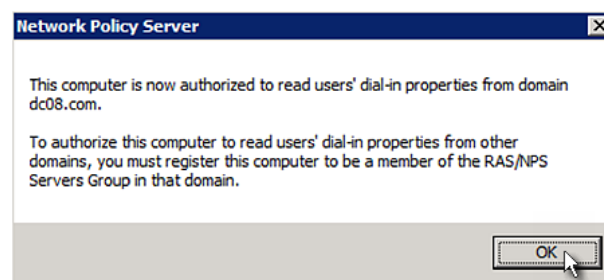 Network Policy Server
This computer is now authorized to read users' dial-in properties from domain
dc08.com.
To authorize this computer to read users' dial-in properties from other
domains, you must register this computer to be a member of the RAS/NPS
Servers Group in that domain.
OK